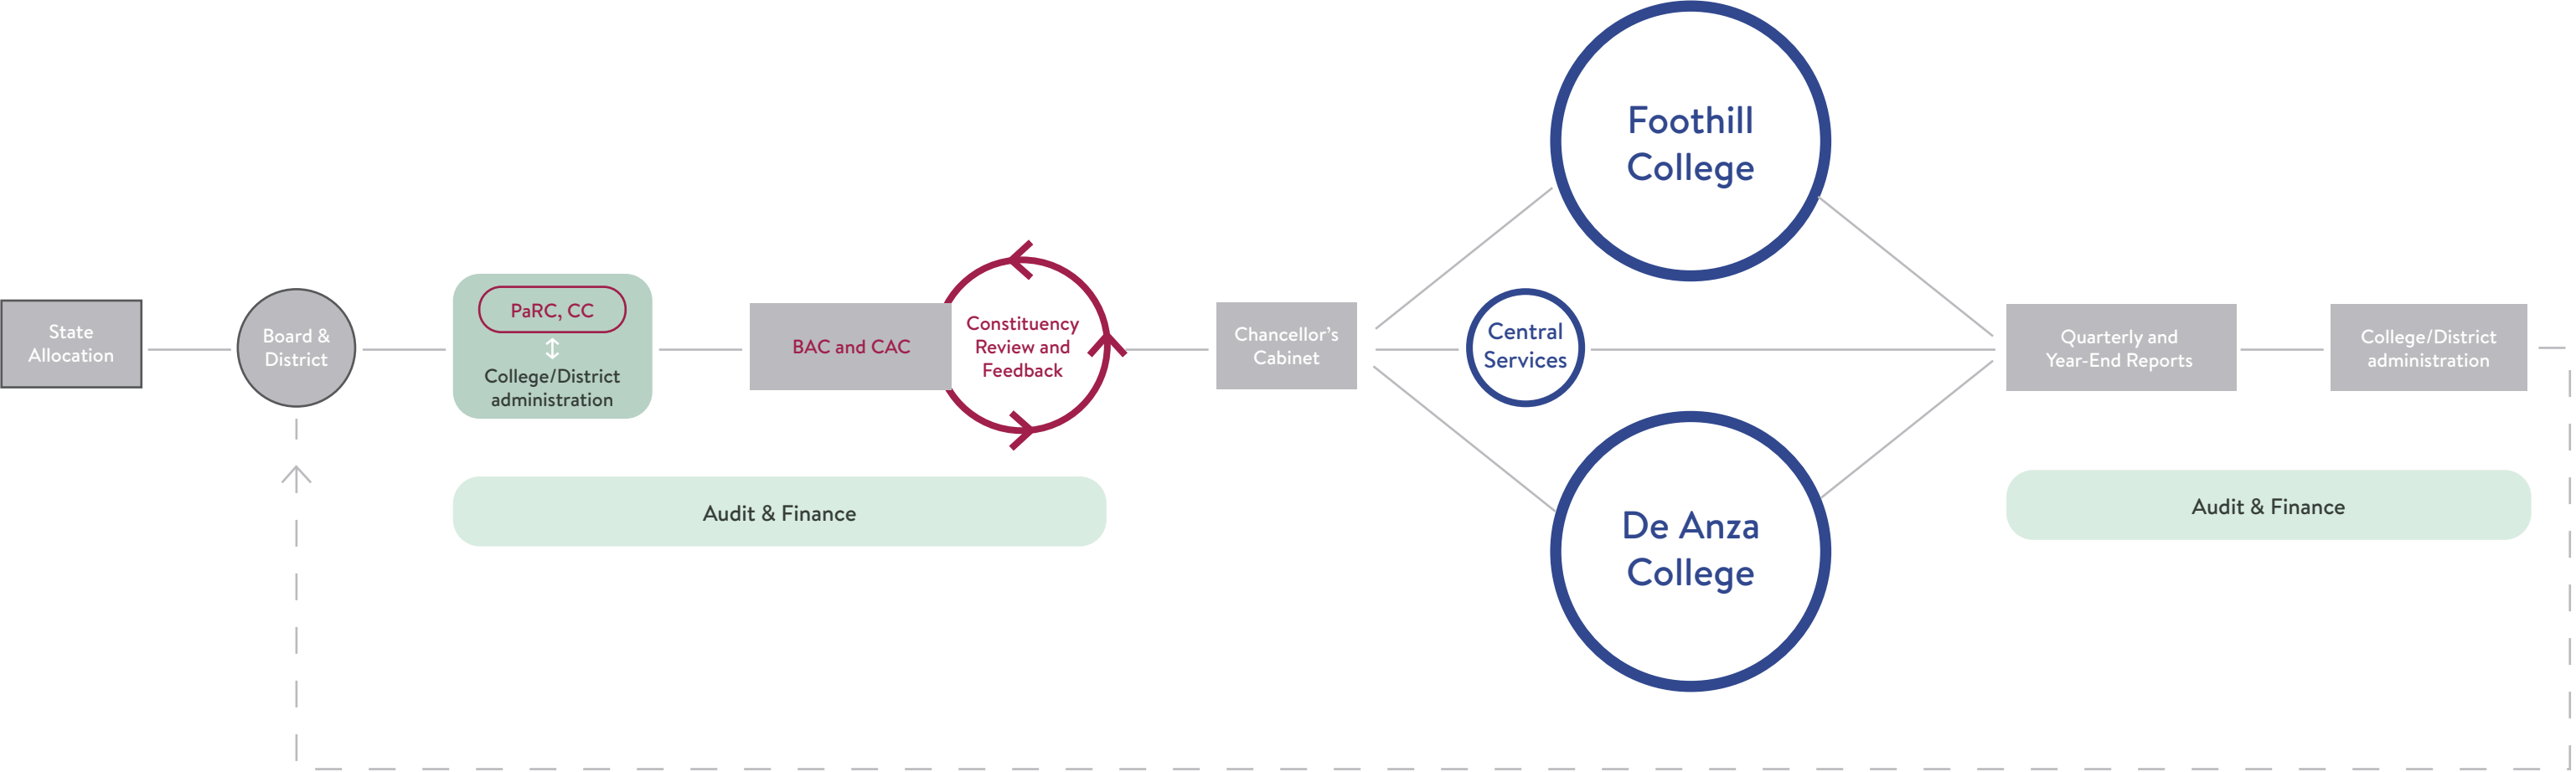 State
Allocation
Board &
District
PaRC, CC
College/District
administration
BAC and CAC
Constituency
Review and
Feedback
Chancellor’s
Cabinet
Foothill
College
Central
Services
De Anza
College
Quarterly and
Year-End Reports
College/District
administration
Audit & Finance
Audit & Finance